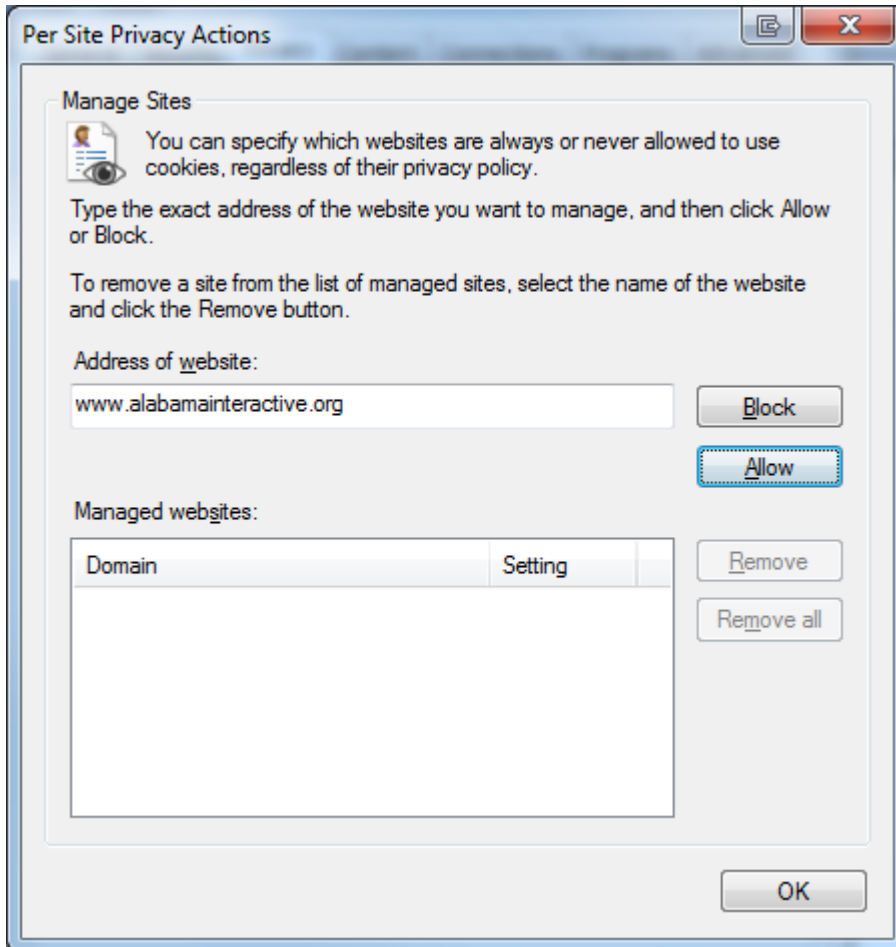 Per Site Privacy Actions
Manage Sites
You can specify which websites are always or never allowed to use
cookies, regardless of their privacy policy.
Type the exact address of the website you want to manage, and then click Allow
or Block.
To remove a site from the list of managed sites, select the name of the website
and click the Remove button.
Address of website:
www.alabamainteractive.org
Block
Allow
Managed websites:
Domain Setting
Remove
Remove all
OK